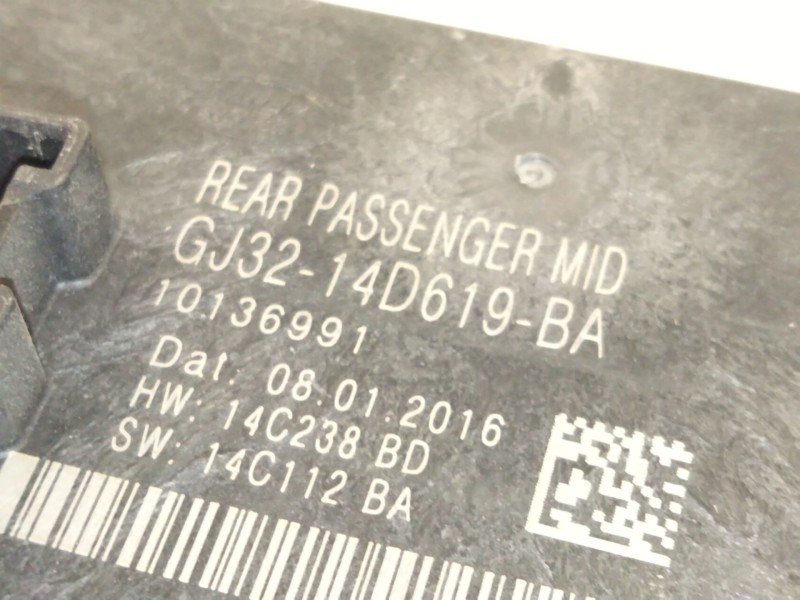 REAR PASSENGER MID
GJ32-14D619-BA
10136991
Dat: 08.01.2016
HW: 14C238 BD
SW: 14C112 BA